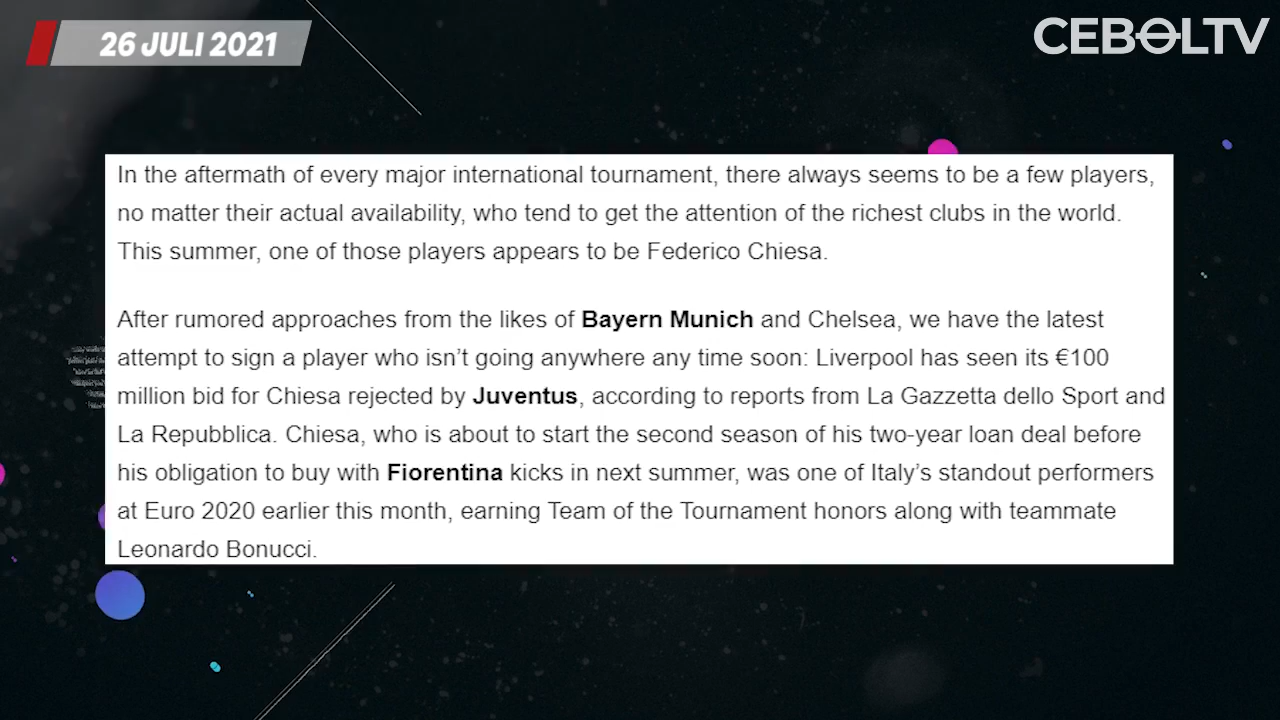 26 JULI 2021
CEBOLTV
In the aftermath of every major international tournament, there always seems to be a few players,
no matter their actual availability, who tend to get the attention of the richest clubs in the world.
This summer, one of those players appears to be Federico Chiesa.
After rumored approaches from the likes of Bayern Munich and Chelsea, we have the latest
attempt to sign a player who isn’t going anywhere any time soon: Liverpool has seen its €100
million bid for Chiesa rejected by Juventus, according to reports from La Gazzetta dello Sport and
La Repubblica. Chiesa, who is about to start the second season of his two-year loan deal before
his obligation to buy with Fiorentina kicks in next summer, was one of Italy’s standout performers
at Euro 2020 earlier this month, earning Team of the Tournament honors along with teammate
Leonardo Bonucci.